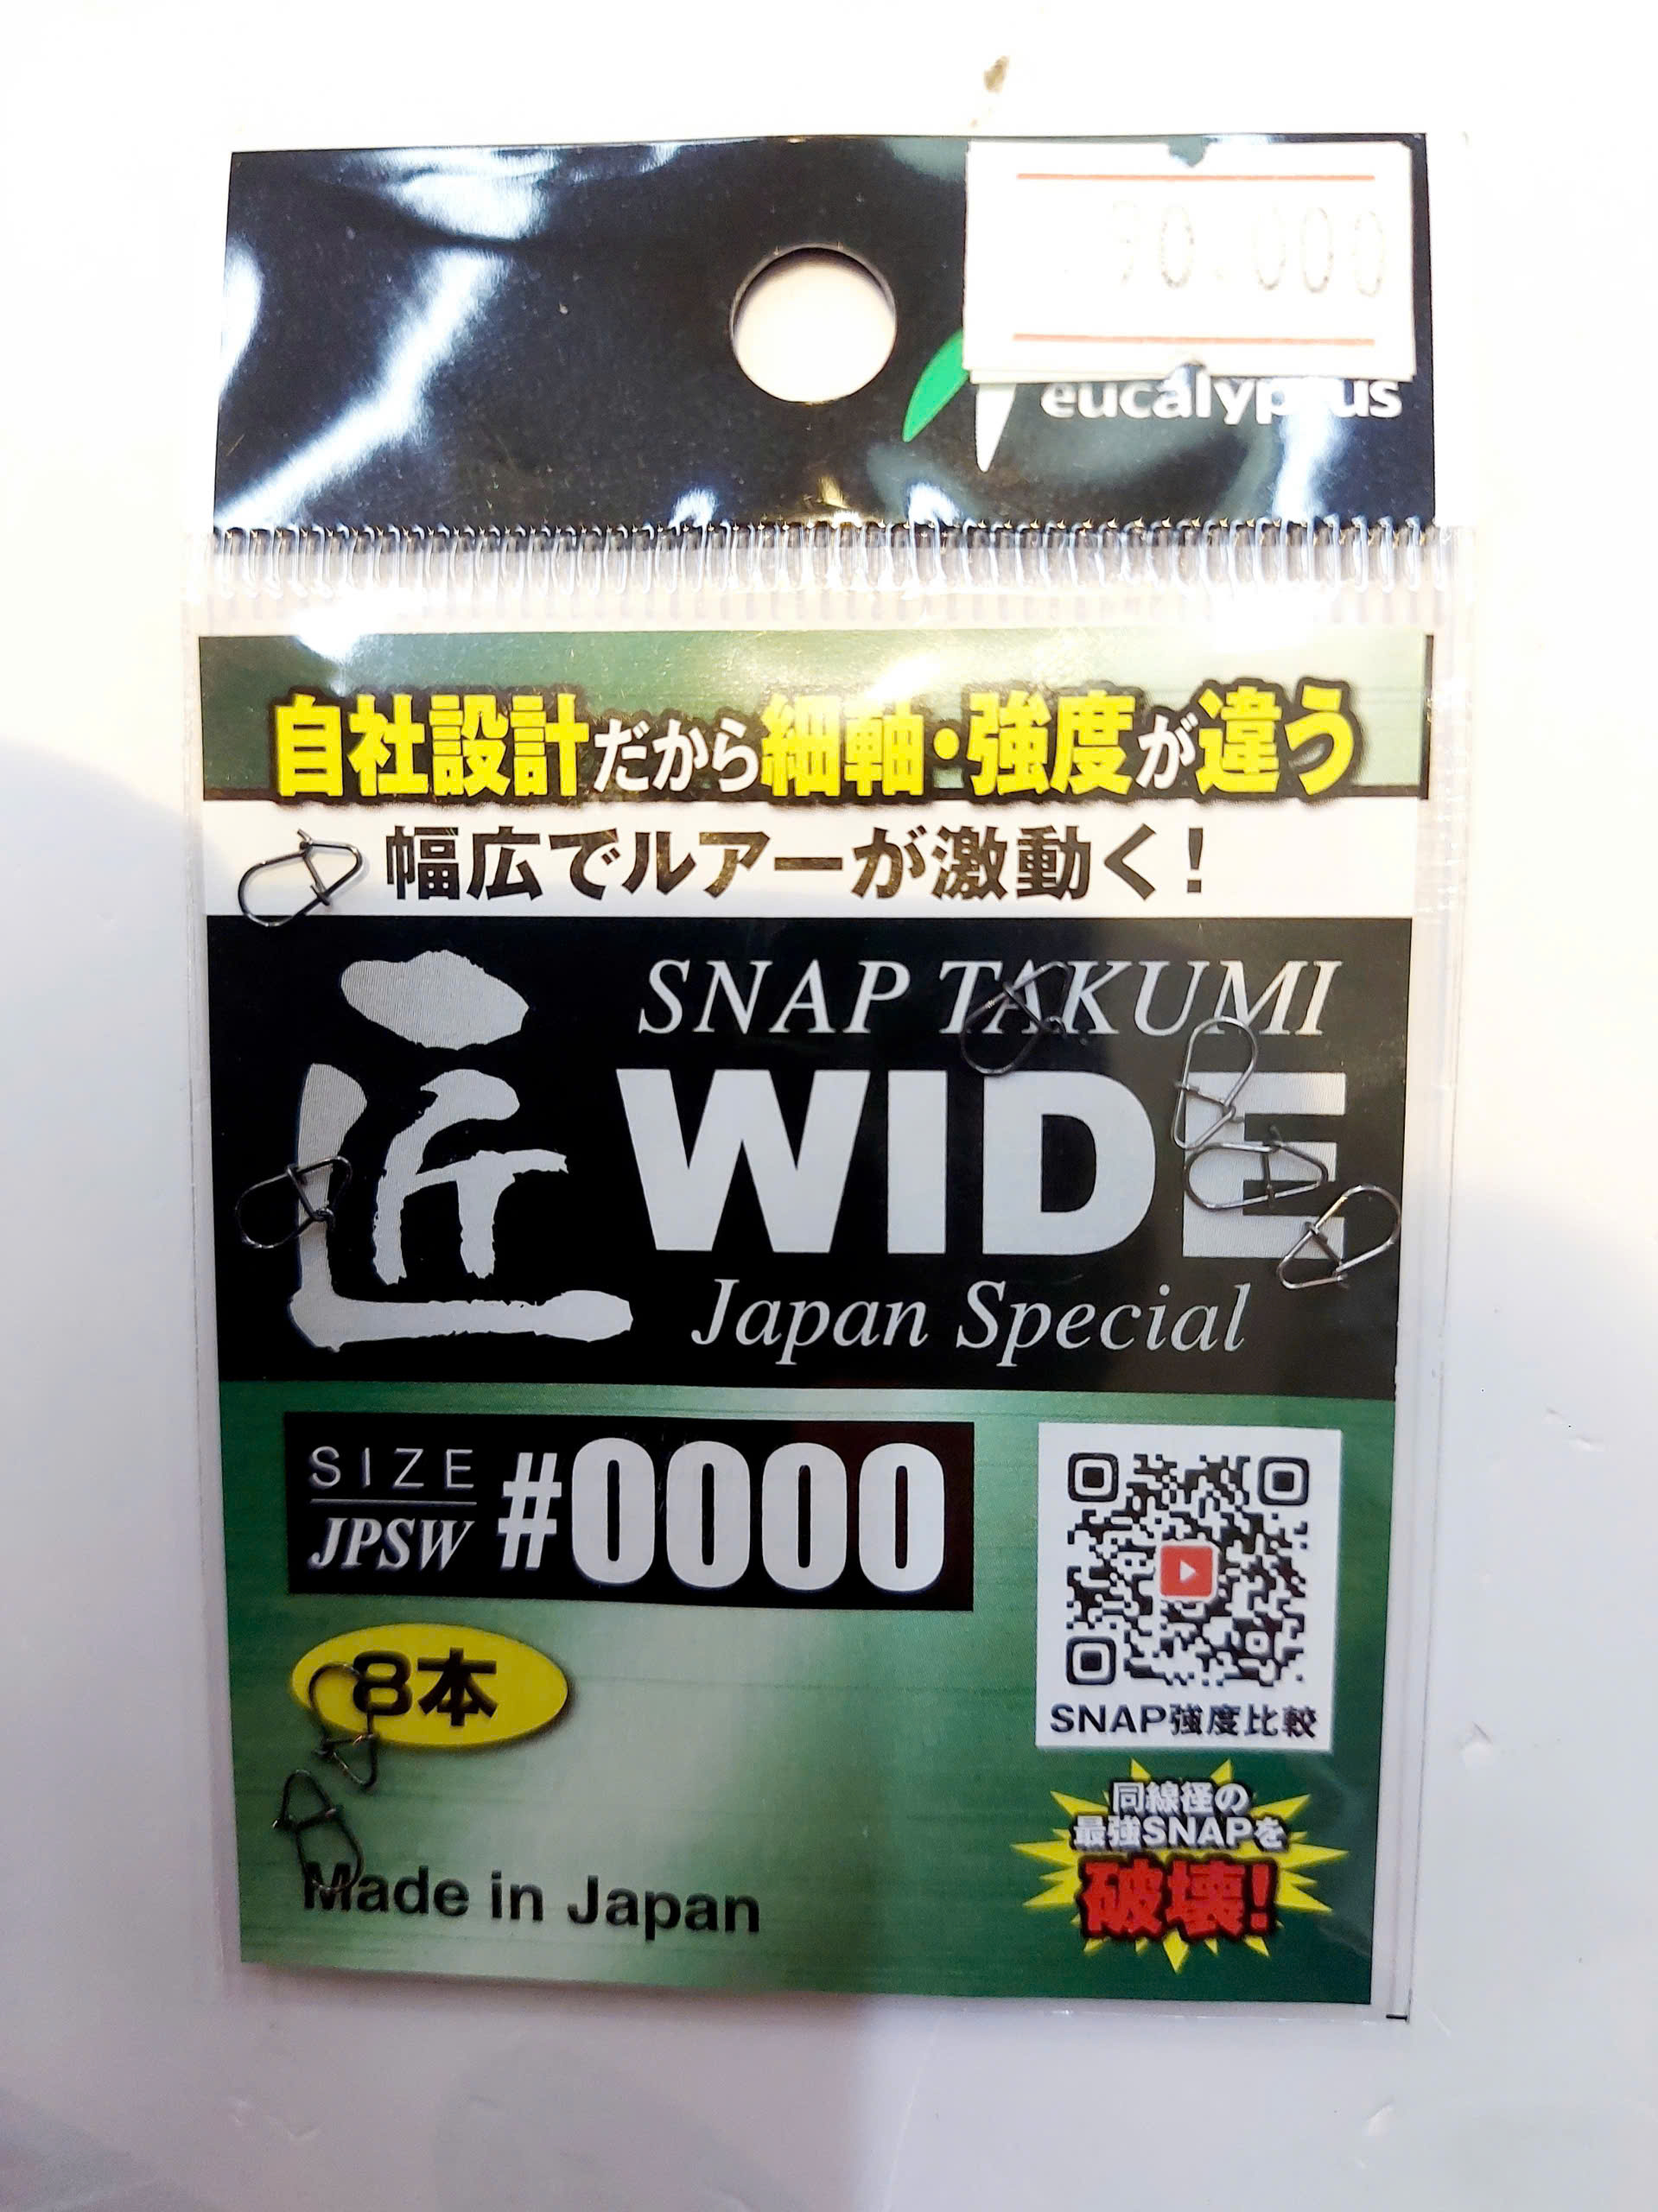 eucalyptus
自社設計だから細軸・強度が違う
幅広でルアーが激動く!
匠
SNAP TAKUMI
WIDE
Japan Special
SIZE
JPSW
#0000
8本
SNAP強度比較
同線径の
最強SNAPを
破壊!
Made in Japan